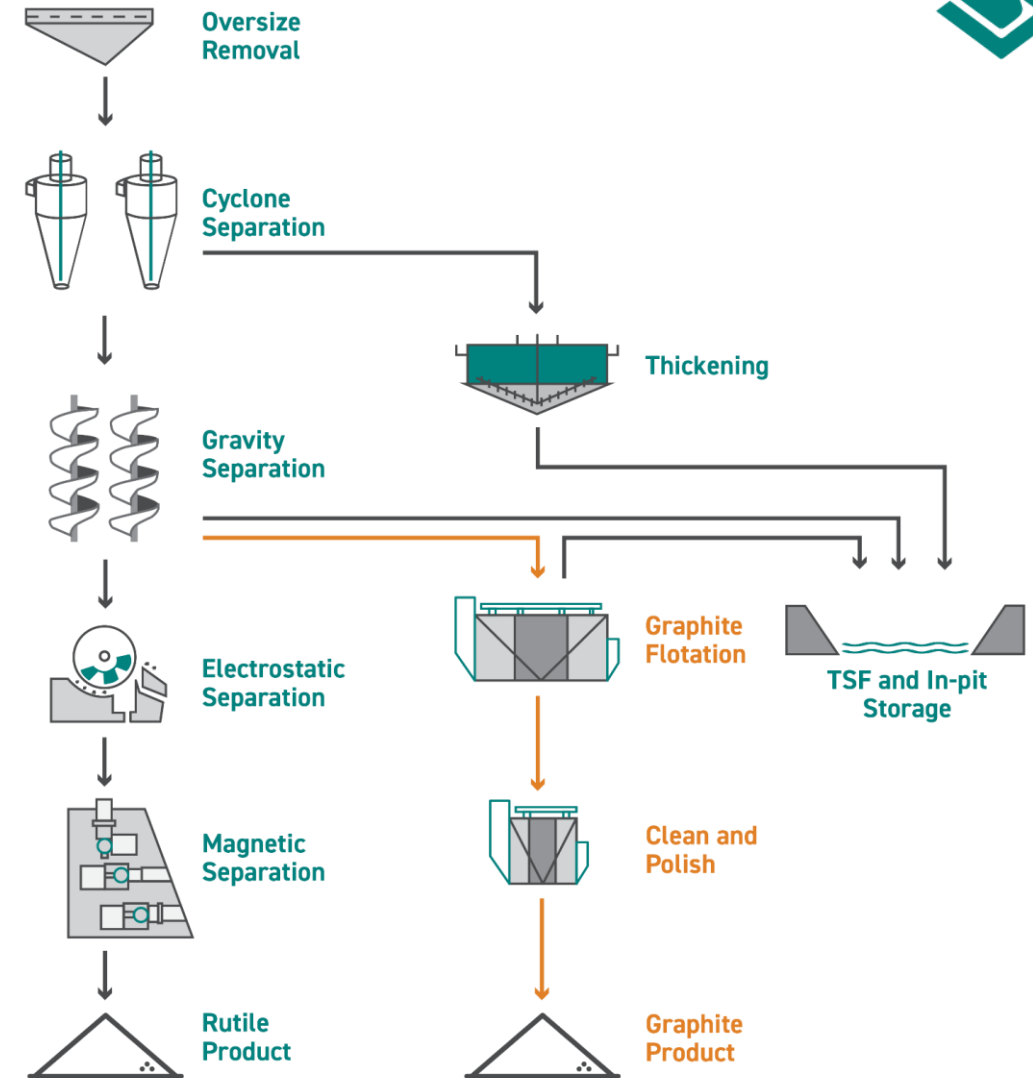 Oversize
Removal
Cyclone
Separation
Thickening
Gravity
Separation
Graphite
Flotation
Electrostatic
Separation
TSF and In-pit
Storage
Magnetic
Separation
Clean and
Polish
Rutile
Product
Graphite
Product